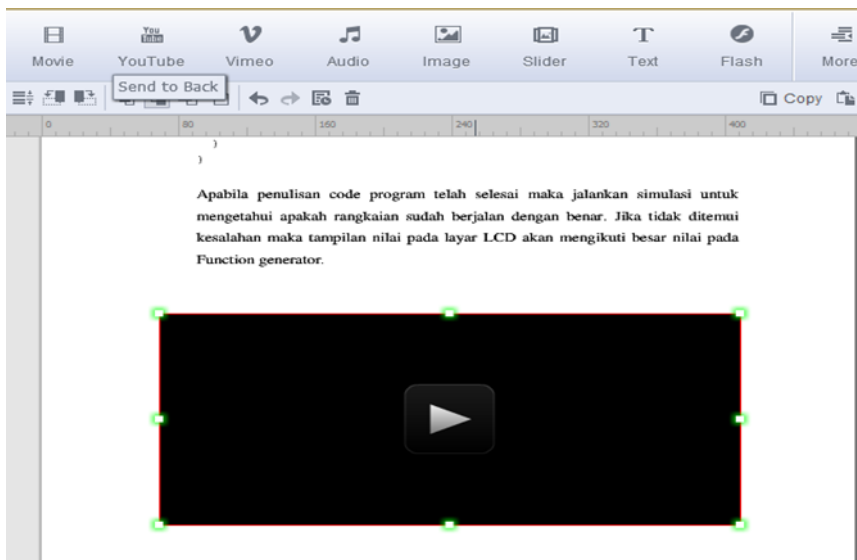 You
Tube
Movie YouTube Vimeo Audio Image Slider Text Flash More
Send to Back
Copy
0 80 160 240 320 400
}
}
Apabila penulisan code program telah selesai maka jalankan simulasi untuk
mengetahui apakah rangkaian sudah berjalan dengan benar. Jika tidak ditemui
kesalahan maka tampilan nilai pada layar LCD akan mengikuti besar nilai pada
Function generator.